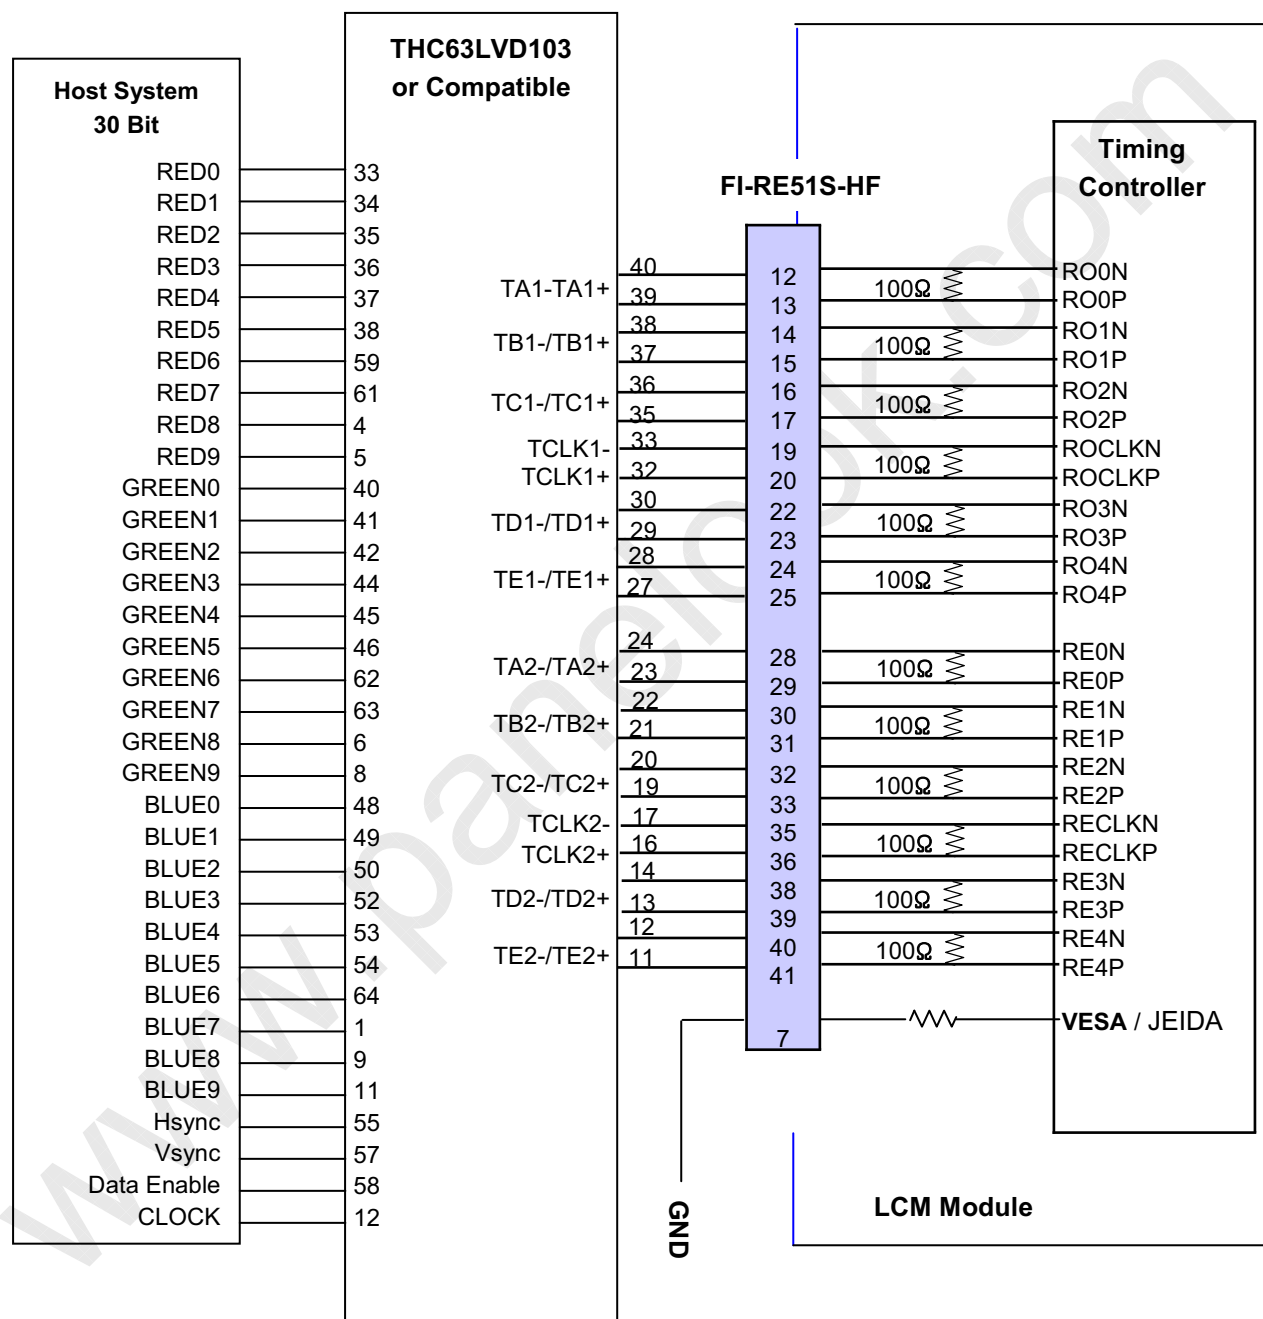 THC63LVD103
or Compatible
Host System
30 Bit
Timing
Controller
FI-RE51S-HF
RED0 33
RED1 34
RED2 35
RED3 36
RED4 37
RED5 38
RED6 59
RED7 61
RED8 4
RED9 5
GREEN0 40
GREEN1 41
GREEN2 42
GREEN3 44
GREEN4 45
GREEN5 46
GREEN6 62
GREEN7 63
GREEN8 6
GREEN9 8
BLUE0 48
BLUE1 49
BLUE2 50
BLUE3 52
BLUE4 53
BLUE5 54
BLUE6 64
BLUE7 1
BLUE8 9
BLUE9 11
Hsync 55
Vsync 57
Data Enable 58
CLOCK 12
40 12 RO0N
TA1-TA1+ 100Ω
39 13 RO0P
38 14 RO1N
TB1-/TB1+ 100Ω
37 15 RO1P
36 16 RO2N
TC1-/TC1+ 100Ω
35 17 RO2P
TCLK1- 33 19 ROCLKN
100Ω
TCLK1+ 32 20 ROCLKP
30 22 RO3N
TD1-/TD1+ 100Ω
29 23 RO3P
28 24 RO4N
TE1-/TE1+ 100Ω
27 25 RO4P
24 28 RE0N
TA2-/TA2+ 100Ω
23 29 RE0P
22 30 RE1N
TB2-/TB2+ 100Ω
21 31 RE1P
20 32 RE2N
TC2-/TC2+ 100Ω
19 33 RE2P
TCLK2- 17 35 RECLKN
100Ω
TCLK2+ 16 36 RECLKP
14 38 RE3N
TD2-/TD2+ 100Ω
13 39 RE3P
12 40 RE4N
TE2-/TE2+ 100Ω
11 41 RE4P
7 VESA / JEIDA
GND
LCM Module
www.panelook.com